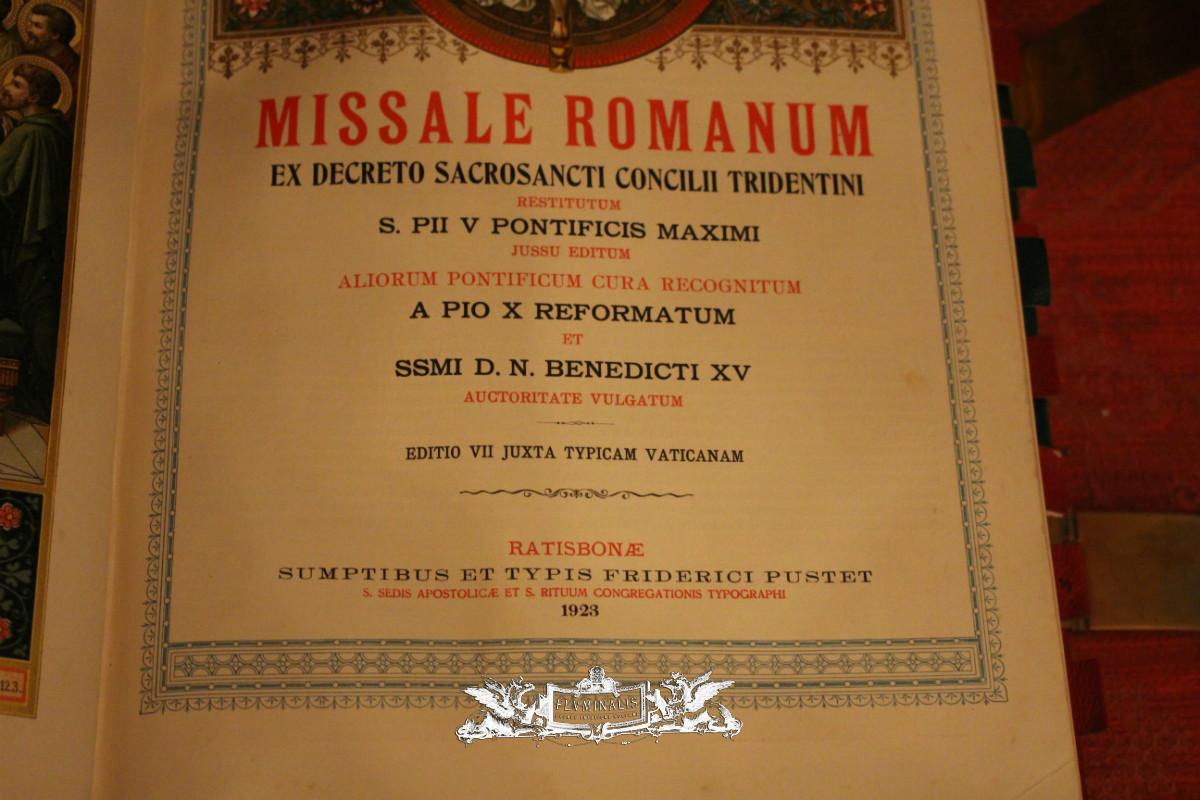 MISSALE ROMANUM
EX DECRETO SACROSANCTI CONCILII TRIDENTINI
RESTITUTUM
S. PII V PONTIFICIS MAXIMI
JUSSU EDITUM
ALIORUM PONTIFICUM CURA RECOGNITUM
A PIO X REFORMATUM
ET
SSMI D. N. BENEDICTI XV
AUCTORITATE VULGATUM
EDITIO VII JUXTA TYPICAM VATICANAM
RATISBONÆ
SUMPTIBUS ET TYPIS FRIDERICI PUSTET
S. SEDIS APOSTOLICÆ ET S. RITUUM CONGREGATIONIS TYPOGRAPHI
1923
12.3.
FLVMINALIS